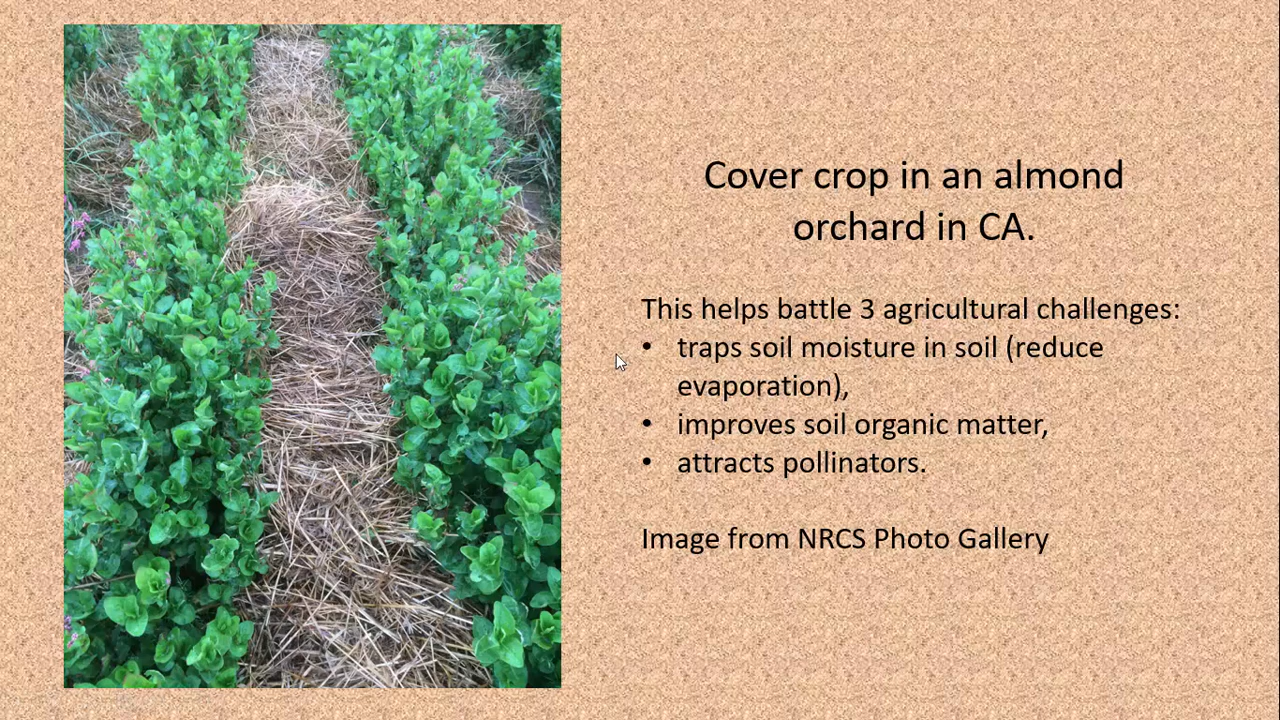 Cover crop in an almond
orchard in CA.
This helps battle 3 agricultural challenges:
• traps soil moisture in soil (reduce
evaporation),
• improves soil organic matter,
• attracts pollinators.
Image from NRCS Photo Gallery